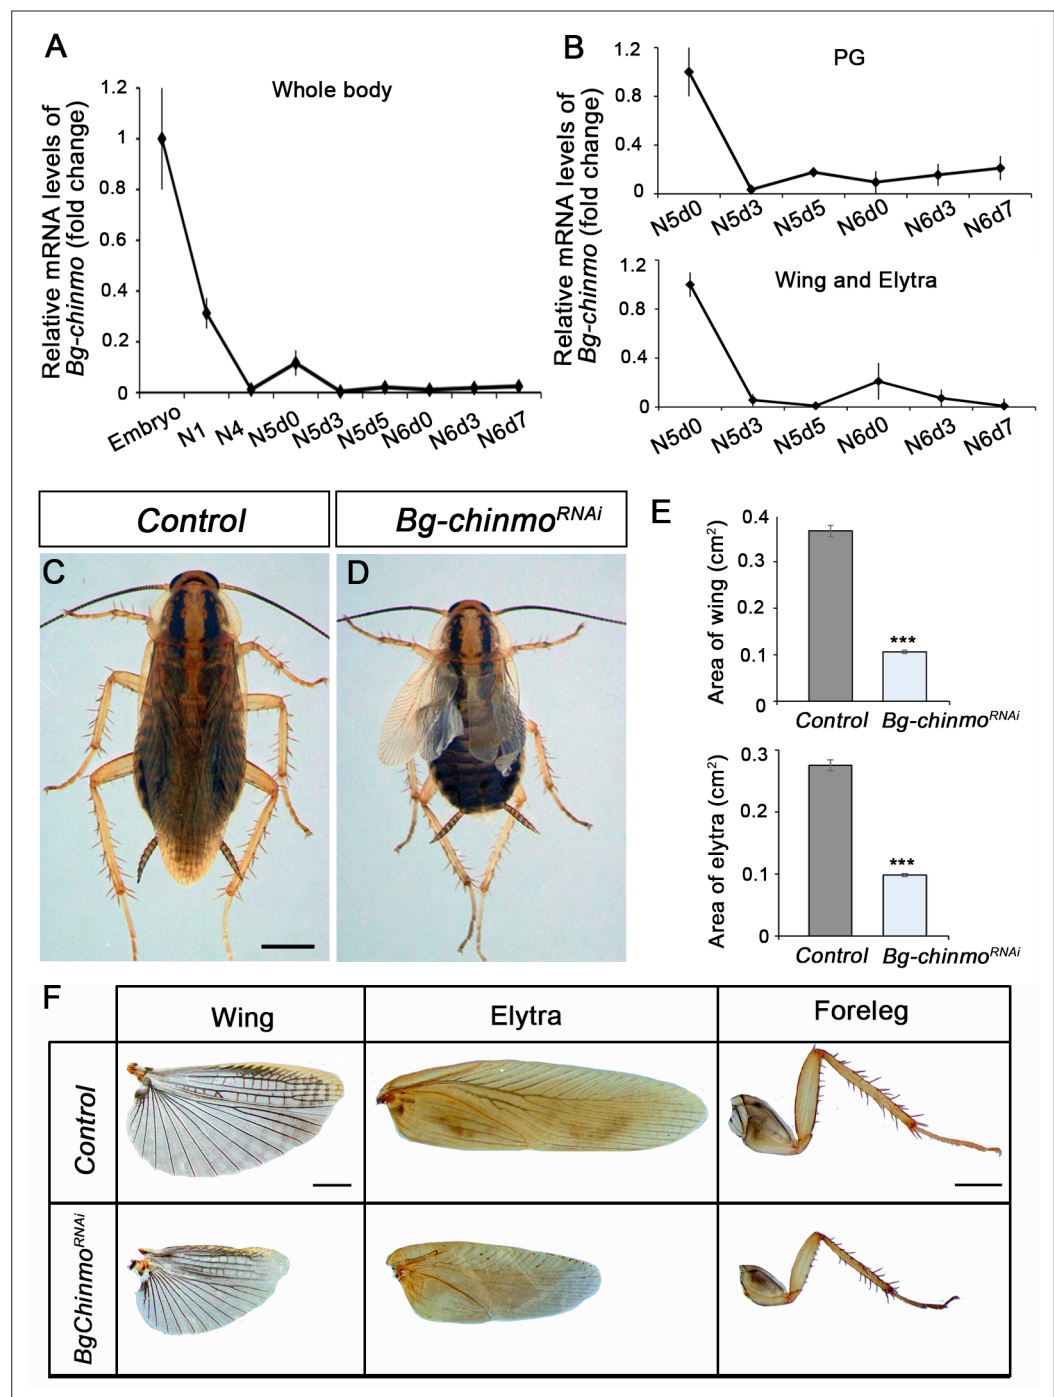 A
Whole body
Relative mRNA levels of
Bg-chinmo (fold change)
1.2
1
0.8
0.6
0.4
0.2
0
Embryo N1 N4 N5d0 N5d3 N5d5 N6d0 N6d3 N6d7
B
PG
Relative mRNA levels of
Bg-chinmo (fold change)
1.2
0.8
0.4
0
N5d0 N5d3 N5d5 N6d0 N6d3 N6d7
Wing and Elytra
1.2
0.8
0.4
0
N5d0 N5d3 N5d5 N6d0 N6d3 N6d7
Control
Bg-chinmoRNAi
C
D
E
Area of wing (cm2)
0.4
0.3
0.2
0.1
0
***
Control Bg-chinmoRNAi
Area of elytra (cm2)
0.3
0.2
0.1
0
***
Control Bg-chinmoRNAi
F
Wing Elytra Foreleg
Control
BgChinmoRNAi